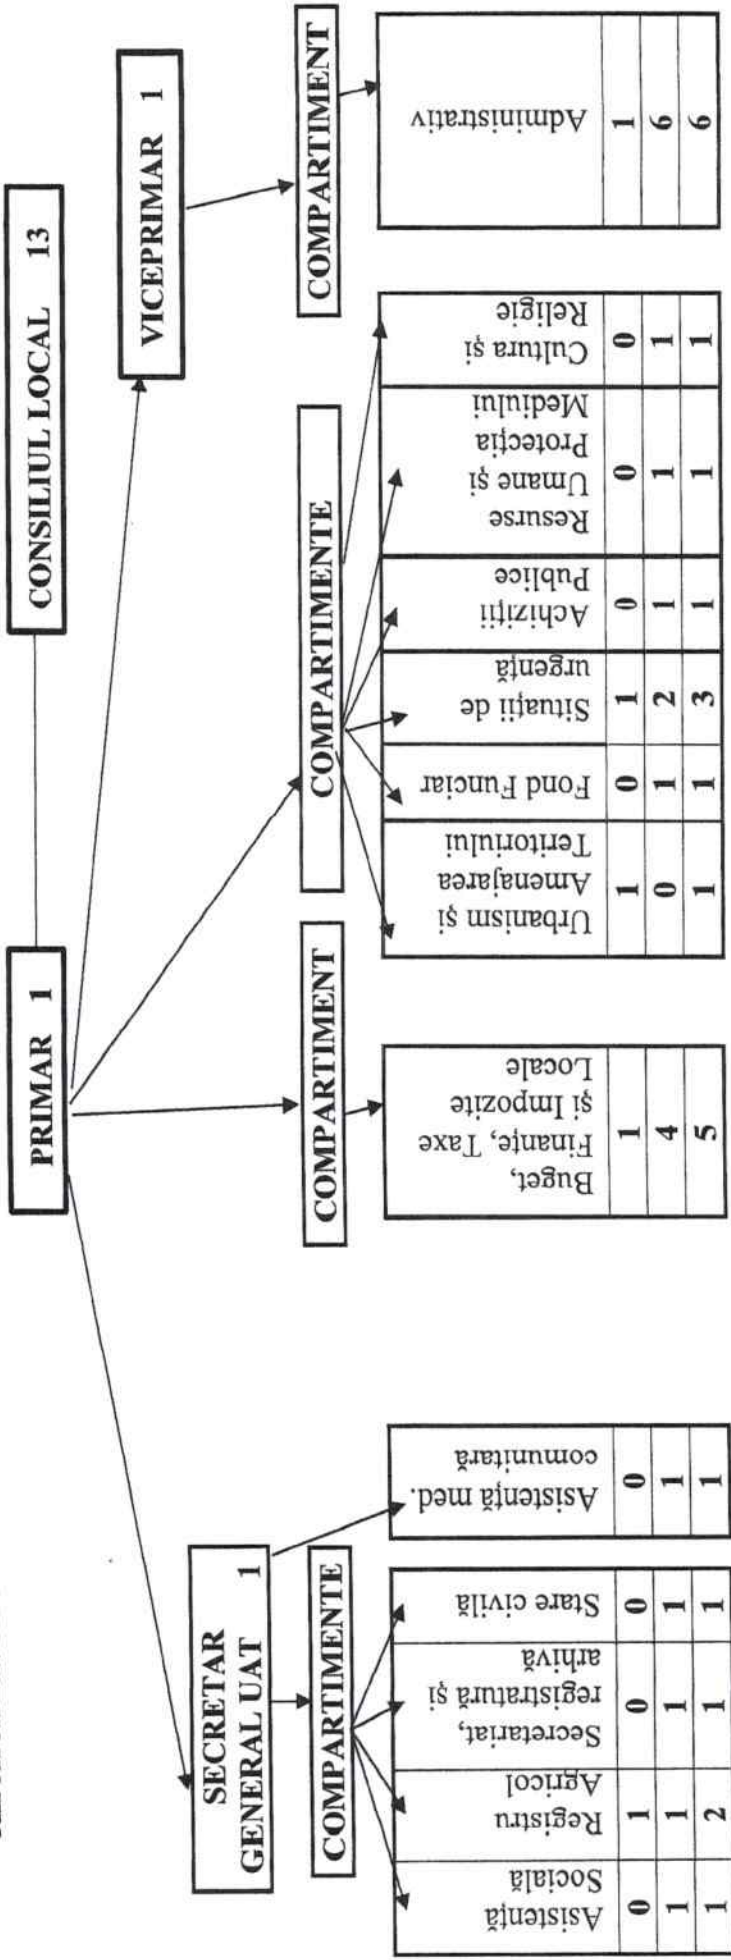 CONSILIUL LOCAL 13
PRIMAR 1
VICEPRIMAR 1
SECRETAR
GENERAL UAT 1
COMPARTIMENTE
COMPARTIMENT
COMPARTIMENTE
COMPARTIMENT
Asistență
Socială
0
1
1
Registru
Agricol
1
1
2
Secretariat,
registratură și
arhivă
0
1
1
Stare civilă
0
1
1
Asistență med.
comunitară
0
1
1
Buget,
Finanțe, Taxe
și Impozite
Locale
1
4
5
Urbanism și
Amenajarea
Teritoriului
1
0
1
Fond Funciar
0
1
1
Situații de
urgență
1
2
3
Achiziții
Publice
0
1
1
Resurse
Umane și
Protecția
Mediului
0
1
1
Cultura și
Religie
0
1
1
Administrativ
1
6
6